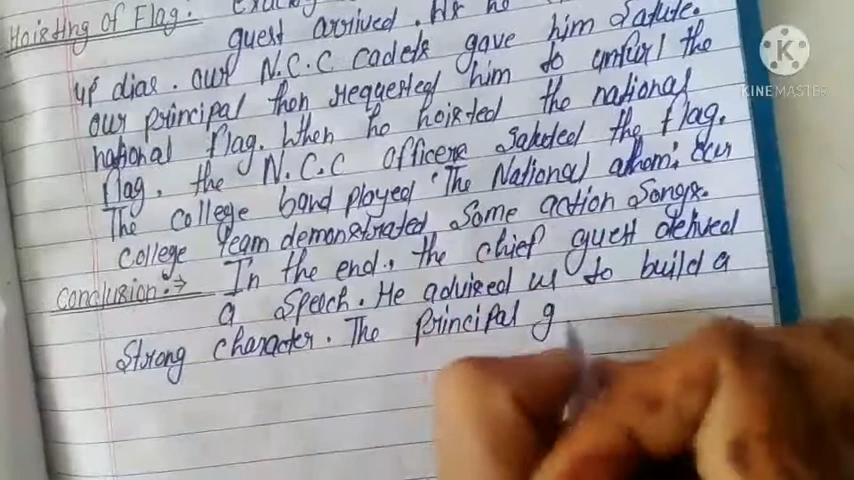 Hoisting of Flag.
guest arrived. As he
up dias. our N.C.C cadets gave him Salute.
our principal then requested him to unfurl the
national flag. When he hoisted the national
flag. the N.C.C officers Saluted the flag.
The college band played 'The National our
college team demonstrated Some action Songs.
Conclusion:→ In the end, the chief guest
a Speech. He advised us to build a
Strong character. The Principal g
KINEMASTER